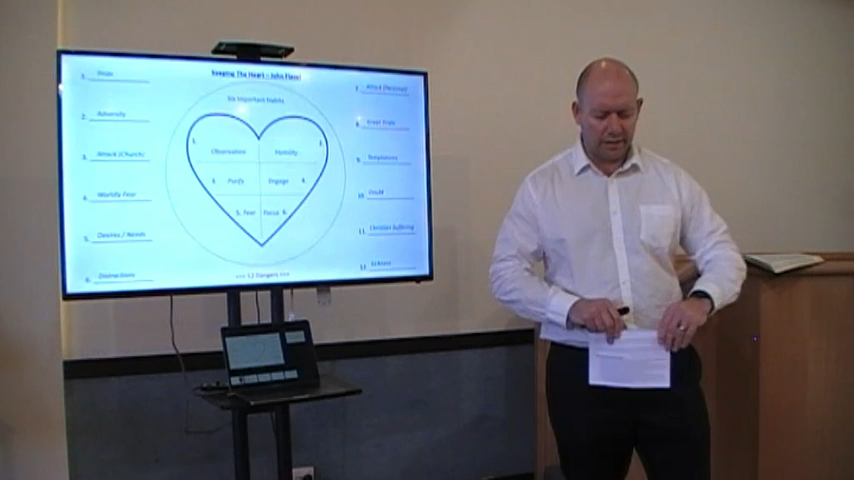 Keeping The Heart – John Flavel
Six Important Habits
1. Pride
2. Adversity
3. Attack (Church)
4. Worldly Fear
5. Desires / Needs
6. Distractions
1. Observation
Humility 2.
3. Purify
Engage 4.
5. Fear
Focus 6.
7. Attack (Personal)
8. Great Trials
9. Temptations
10. Doubt
11. Christian Suffering
12. Sickness
<<< 12 Dangers >>>